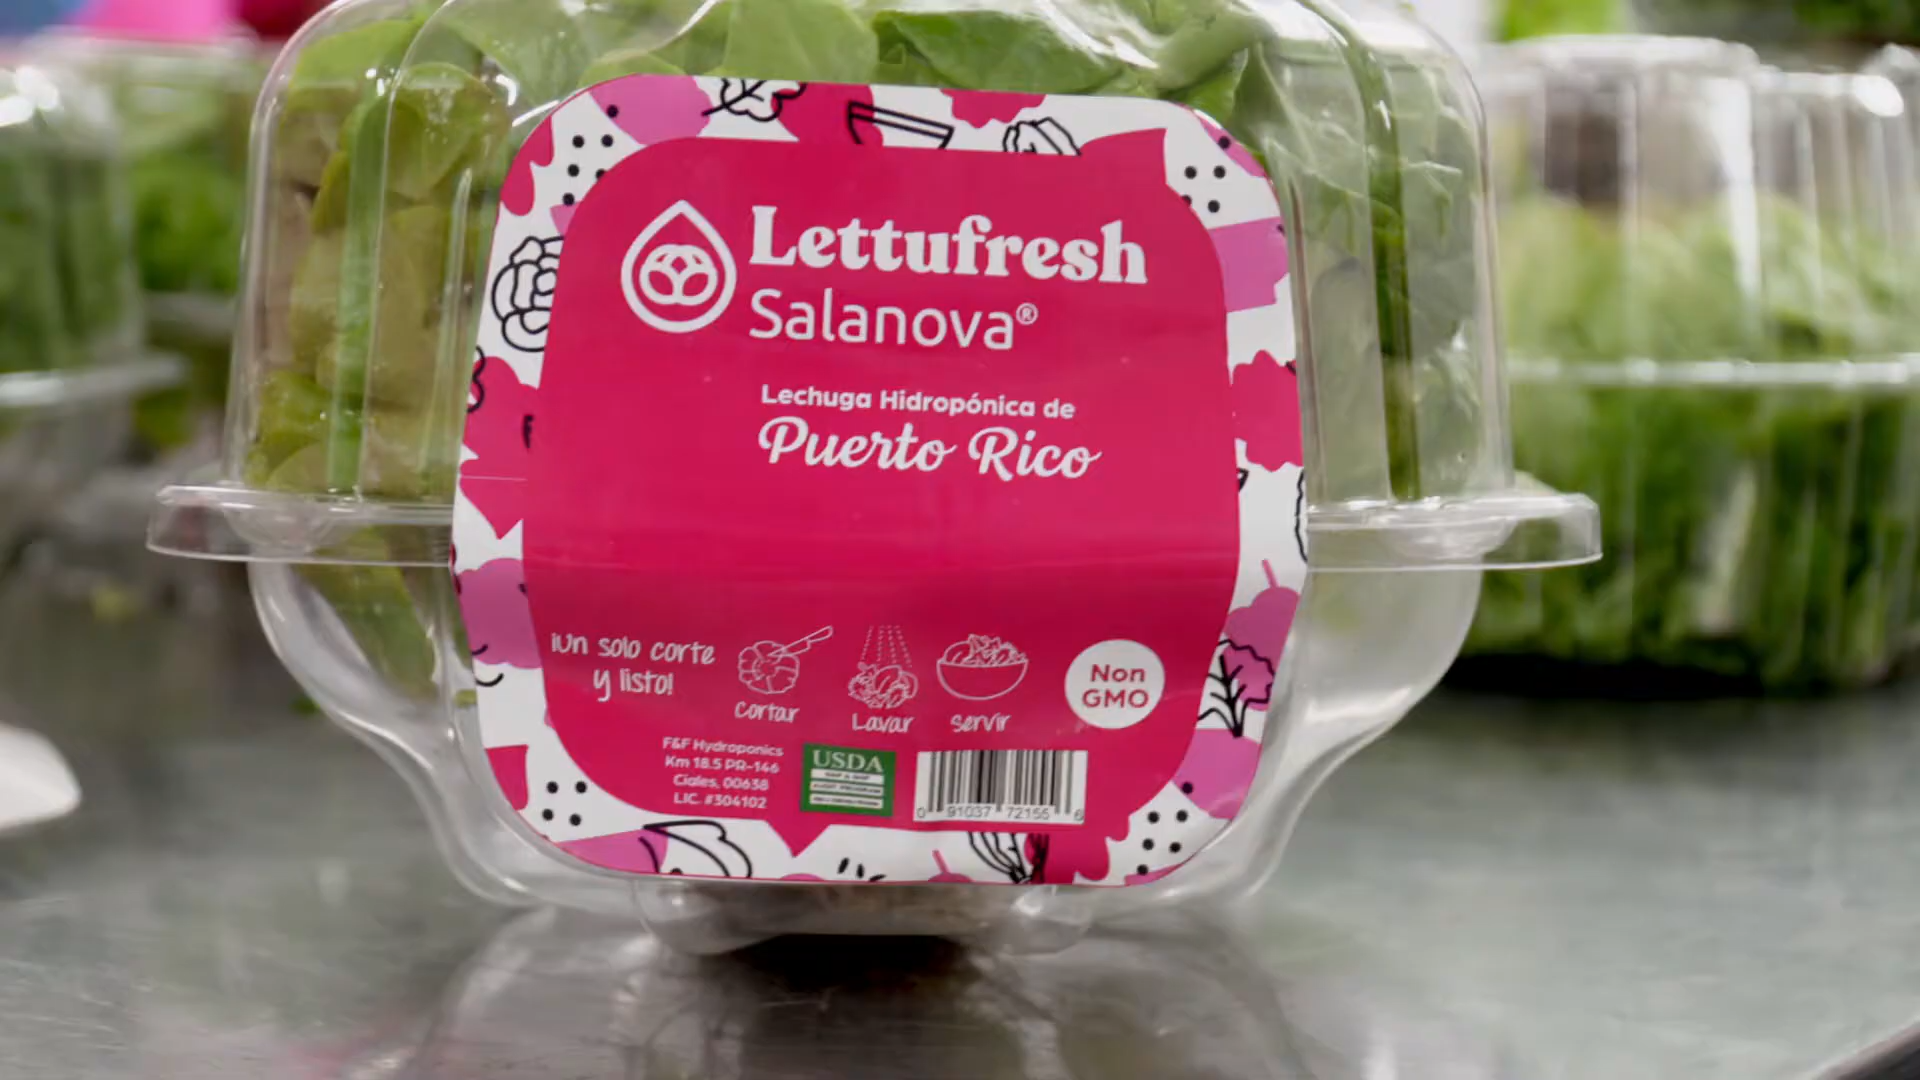 Lettufresh
Salanova®
Lechuga Hidropónica de
Puerto Rico
¡Un solo corte
y listo!
Cortar
Lavar
Servir
Non
GMO
F&F Hydroponics
Km 18.5 PR-146
Ciales, 00638
LIC. #304102
USDA
0 91037 72155 6